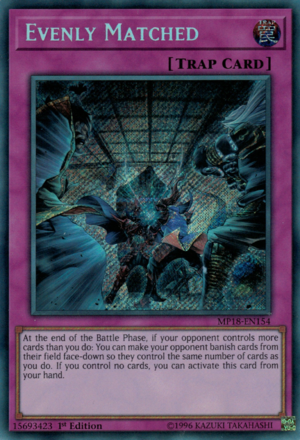 Evenly Matched
TRAP
罠
[Trap Card]
MP18-EN154
At the end of the Battle Phase, if your opponent controls more
cards than you do: You can make your opponent banish cards from
their field face-down so they control the same number of cards as
you do. If you control no cards, you can activate this card from
your hand.
15693423 1st Edition ©1996 KAZUKI TAKAHASHI